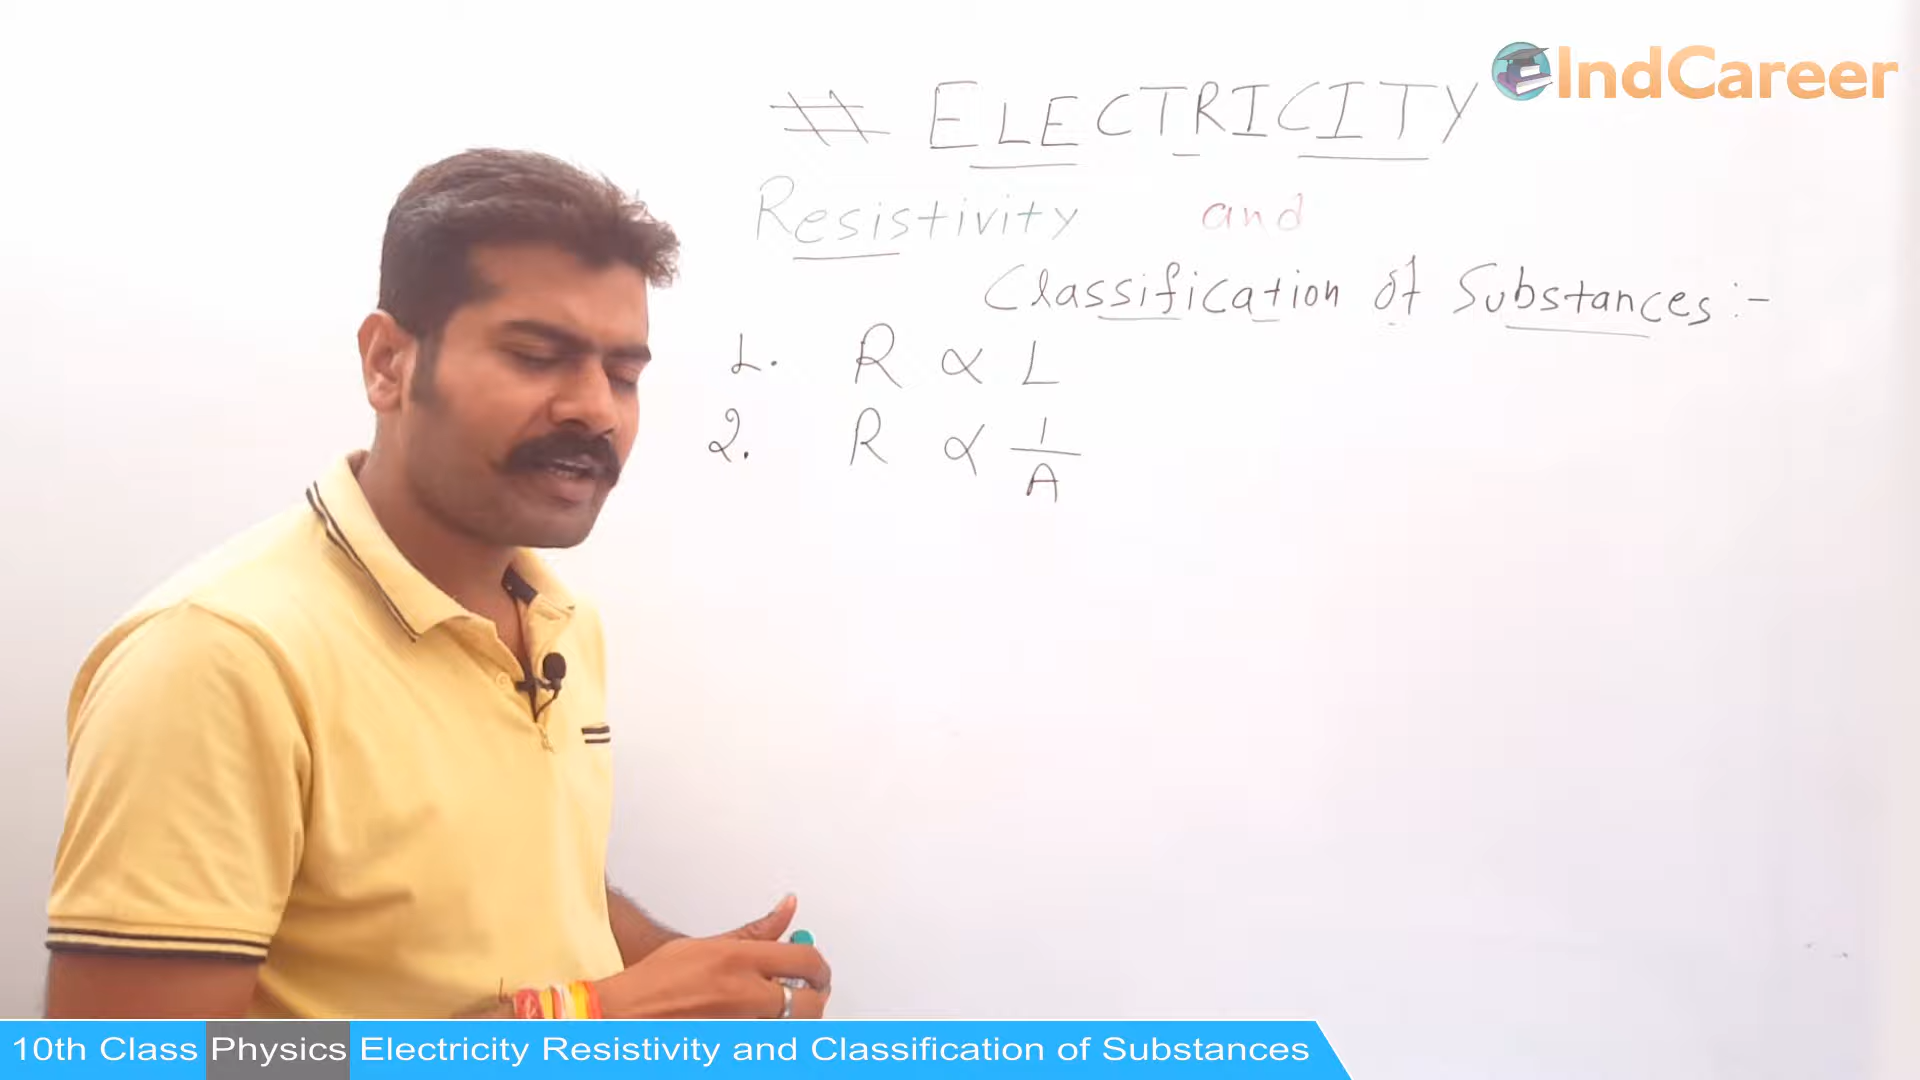 IndCareer
# ELECTRICITY
Resistivity and
Classification of Substances :-
1. R ∝ L
2. R ∝ 1/A
10th Class Physics Electricity Resistivity and Classification of Substances